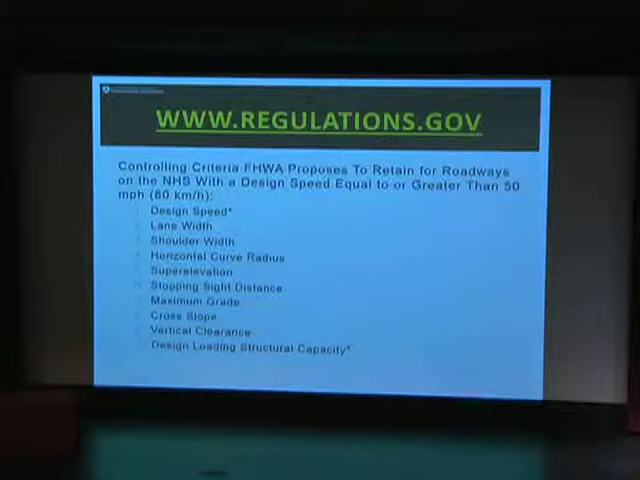 WWW.REGULATIONS.GOV
Controlling Criteria FHWA Proposes To Retain for Roadways
on the NHS With a Design Speed Equal to or Greater Than 50
mph (80 km/h):
Design Speed*
Lane Width
Shoulder Width
Horizontal Curve Radius
Superelevation
Stopping Sight Distance
Maximum Grade
Cross Slope
Vertical Clearance
Design Loading Structural Capacity*